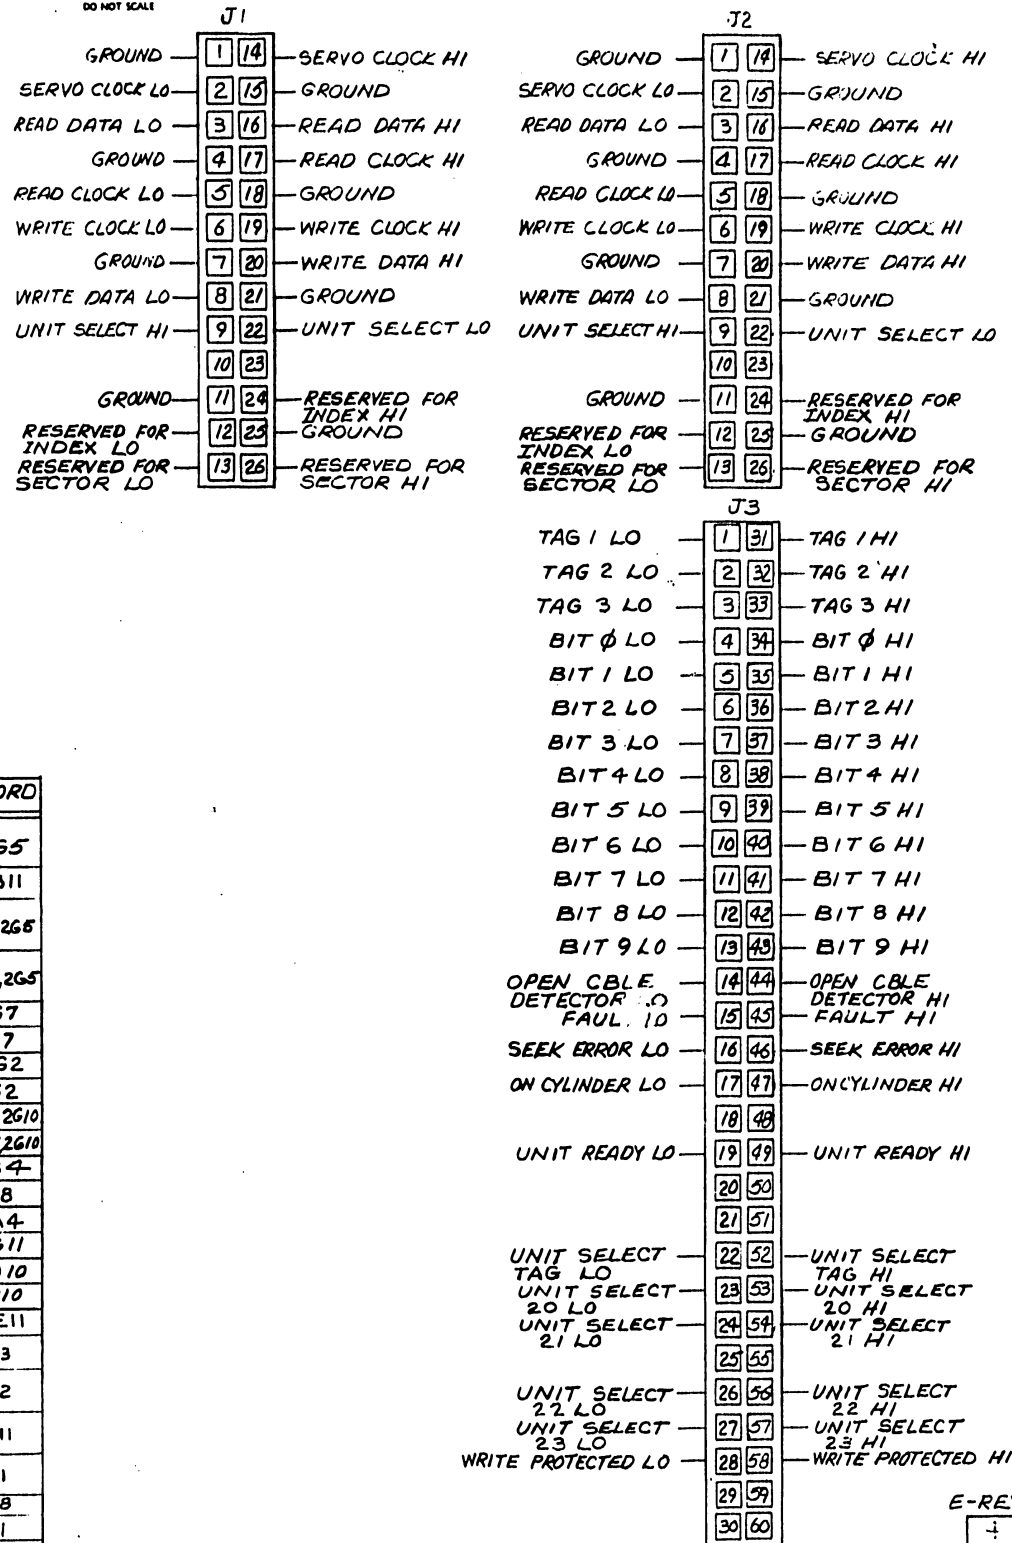 DO NOT SCALE
J1
GROUND 1 14 SERVO CLOCK HI
SERVO CLOCK LO 2 15 GROUND
READ DATA LO 3 16 READ DATA HI
GROUND 4 17 READ CLOCK HI
READ CLOCK LO 5 18 GROUND
WRITE CLOCK LO 6 19 WRITE CLOCK HI
GROUND 7 20 WRITE DATA HI
WRITE DATA LO 8 21 GROUND
UNIT SELECT HI 9 22 UNIT SELECT LO
10 23
GROUND 11 24 RESERVED FOR
INDEX HI
RESERVED FOR 12 25 GROUND
INDEX LO
RESERVED FOR 13 26 RESERVED FOR
SECTOR LO SECTOR HI
J2
GROUND 1 14 SERVO CLOCK HI
SERVO CLOCK LO 2 15 GROUND
READ DATA LO 3 16 READ DATA HI
GROUND 4 17 READ CLOCK HI
READ CLOCK LO 5 18 GROUND
WRITE CLOCK LO 6 19 WRITE CLOCK HI
GROUND 7 20 WRITE DATA HI
WRITE DATA LO 8 21 GROUND
UNIT SELECT HI 9 22 UNIT SELECT LO
10 23
GROUND 11 24 RESERVED FOR
INDEX HI
RESERVED FOR 12 25 GROUND
INDEX LO
RESERVED FOR 13 26 RESERVED FOR
SECTOR LO SECTOR HI
J3
TAG 1 LO 1 31 TAG 1 HI
TAG 2 LO 2 32 TAG 2 HI
TAG 3 LO 3 33 TAG 3 HI
BIT Ø LO 4 34 BIT Ø HI
BIT 1 LO 5 35 BIT 1 HI
BIT 2 LO 6 36 BIT 2 HI
BIT 3 LO 7 37 BIT 3 HI
BIT 4 LO 8 38 BIT 4 HI
BIT 5 LO 9 39 BIT 5 HI
BIT 6 LO 10 40 BIT 6 HI
BIT 7 LO 11 41 BIT 7 HI
BIT 8 LO 12 42 BIT 8 HI
BIT 9 LO 13 43 BIT 9 HI
OPEN CBLE 14 44 OPEN CBLE
DETECTOR DETECTOR HI
15 45 FAULT HI
SEEK ERROR LO 16 46 SEEK ERROR HI
ON CYLINDER LO 17 47 ON CYLINDER HI
18 48
UNIT READY LO 19 49 UNIT READY HI
20 50
21 51
UNIT SELECT 22 52 UNIT SELECT
TAG LO TAG HI
UNIT SELECT 23 53 UNIT SELECT
20 LO 20 HI
UNIT SELECT 24 54 UNIT SELECT
21 LO 21 HI
25 55
UNIT SELECT 26 56 UNIT SELECT
22 LO 22 HI
UNIT SELECT 27 57 UNIT SELECT
23 LO 23 HI
WRITE PROTECTED LO 28 58 WRITE PROTECTED HI
29 59
30 60